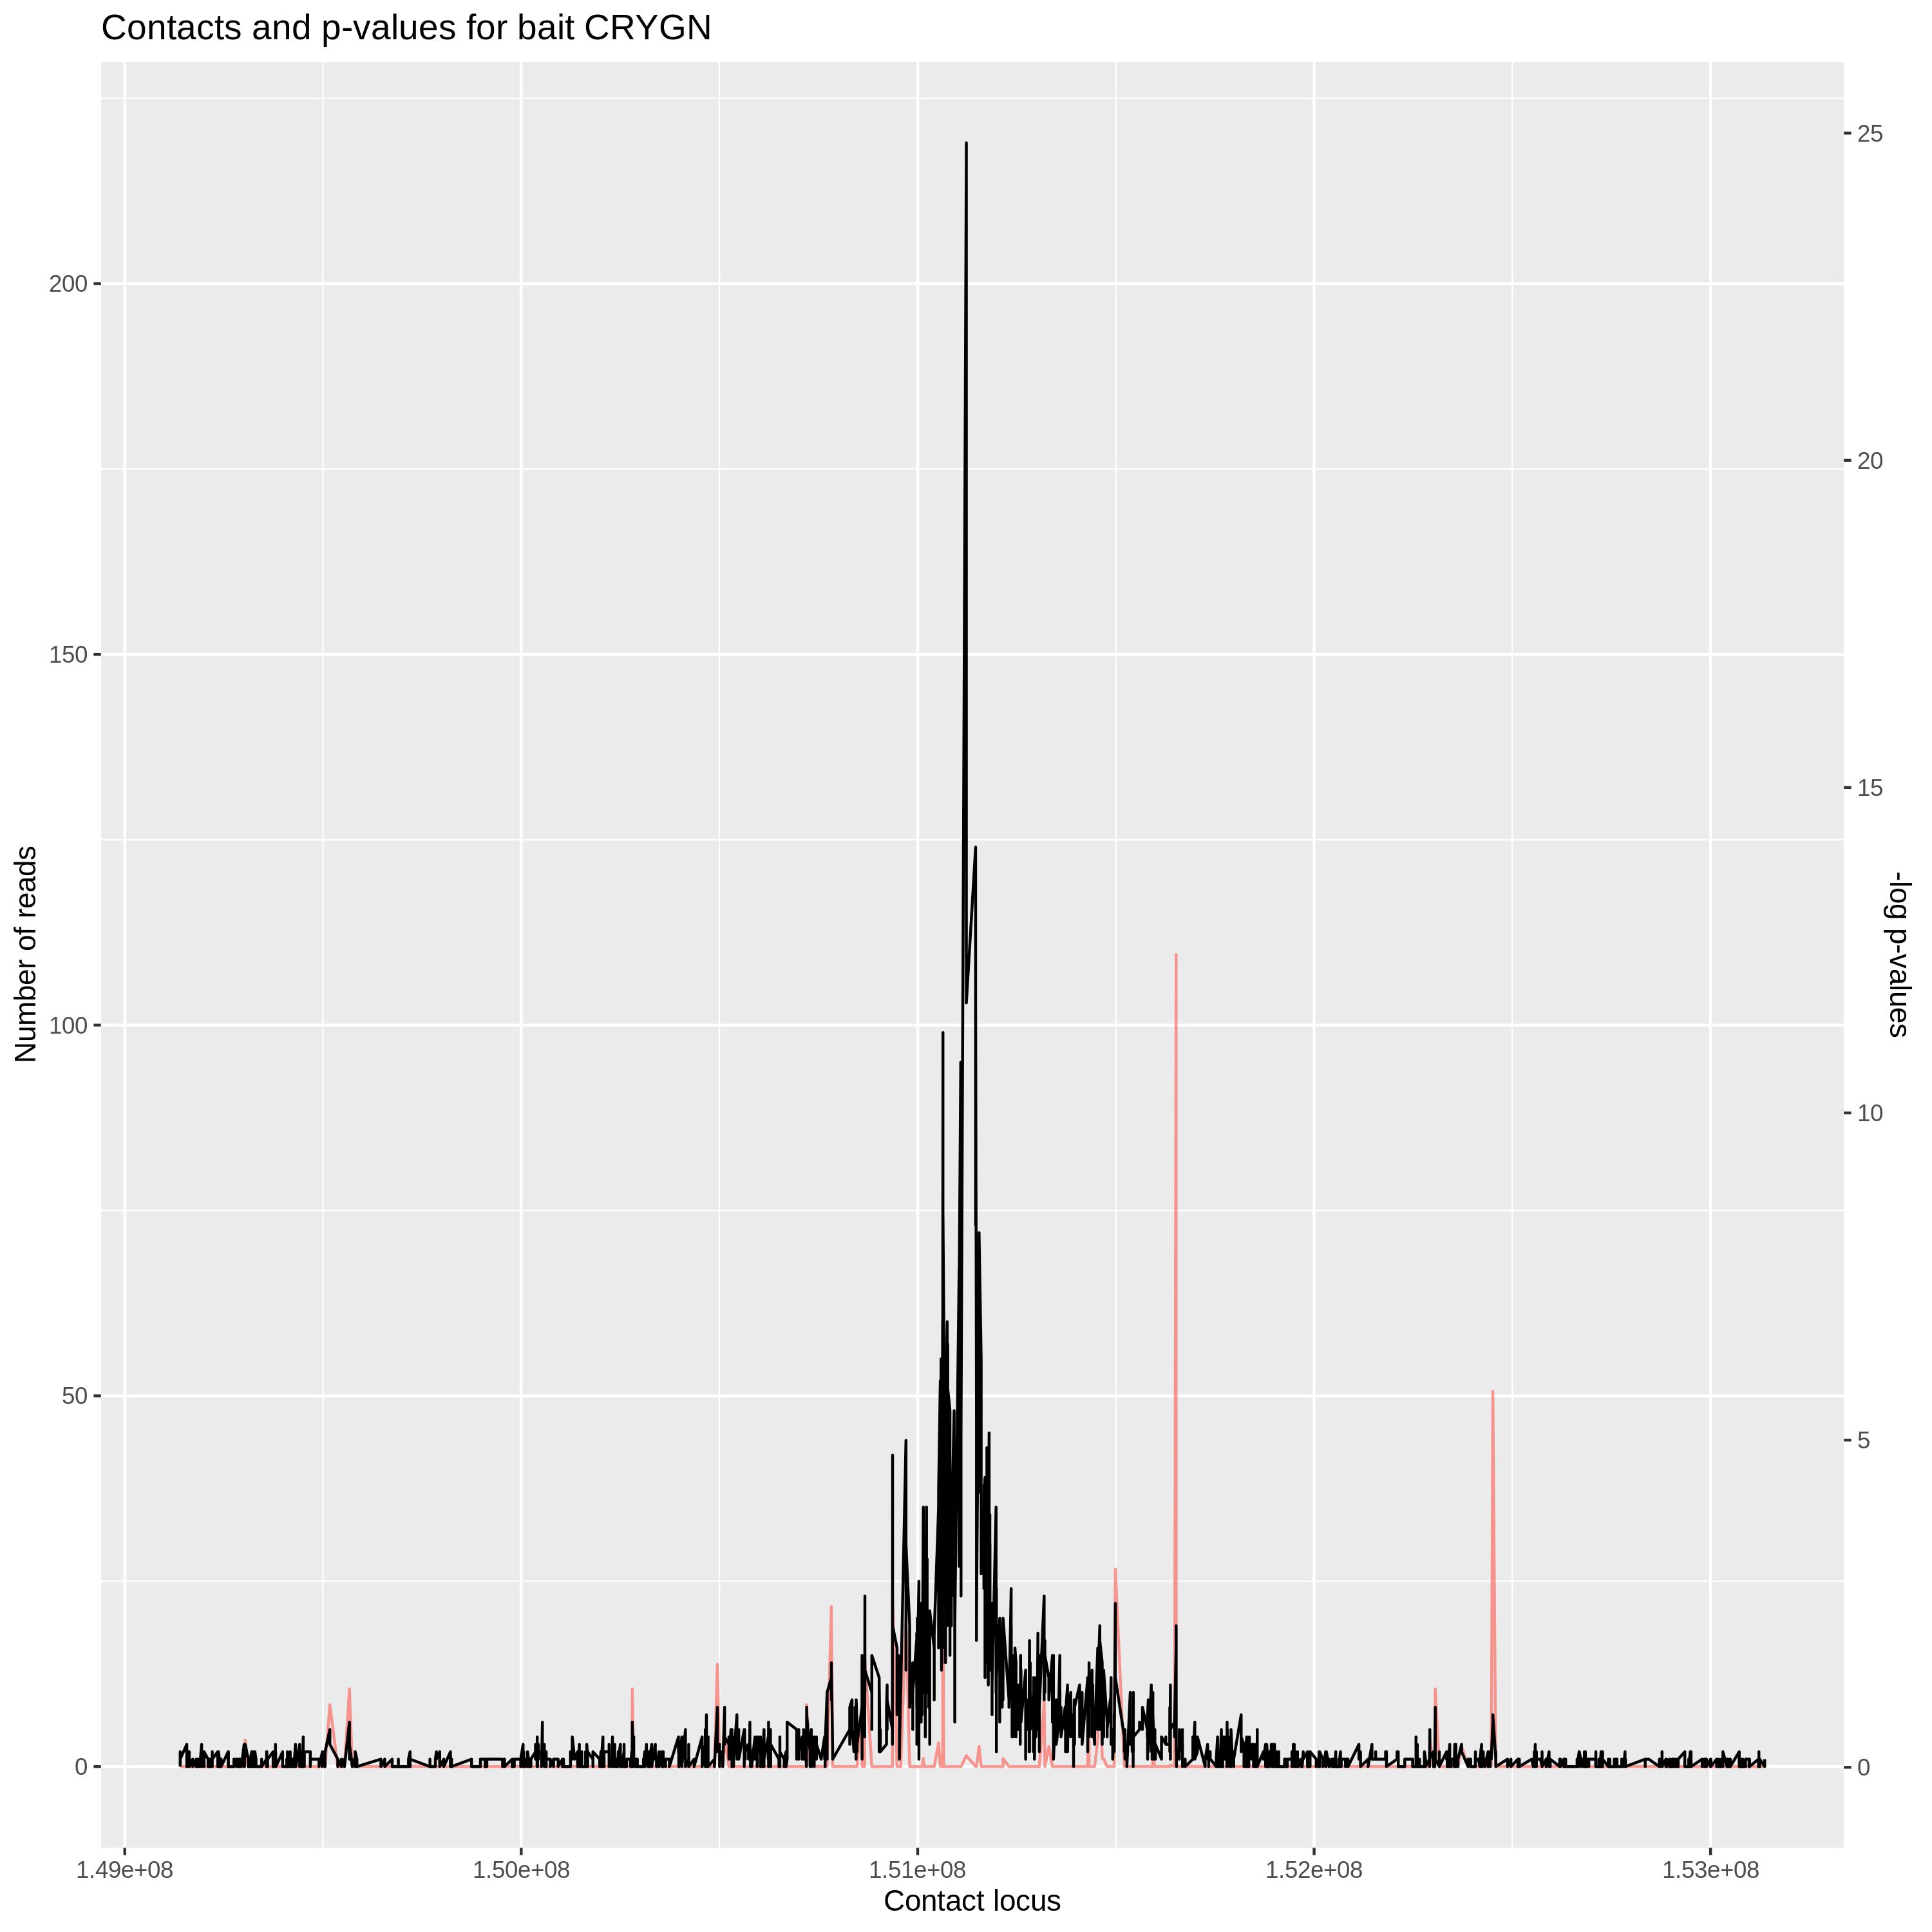 Contacts and p-values for bait CRYGN
Number of reads
200
150
100
50
0
25
20
15
10
5
0
-log p-values
1.49e+08 1.50e+08 1.51e+08 1.52e+08 1.53e+08
Contact locus